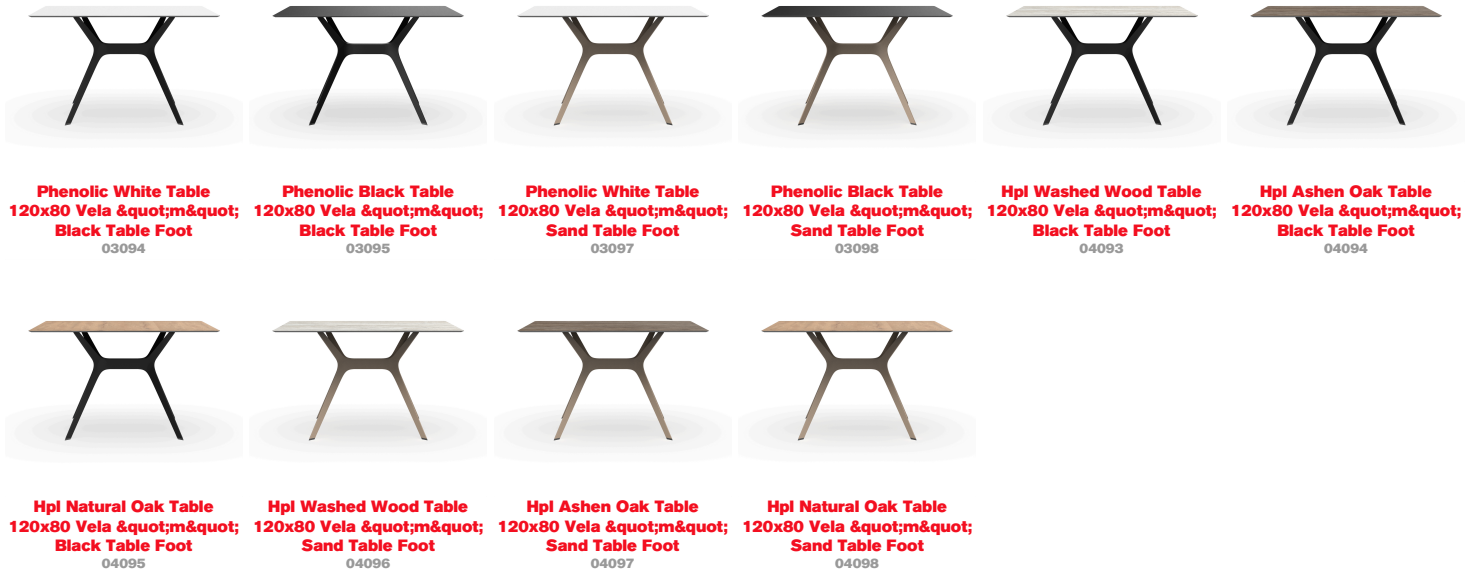 Phenolic White Table
120x80 Vela &quot;m&quot;
Black Table Foot
03094
Phenolic Black Table
120x80 Vela &quot;m&quot;
Black Table Foot
03095
Phenolic White Table
120x80 Vela &quot;m&quot;
Sand Table Foot
03097
Phenolic Black Table
120x80 Vela &quot;m&quot;
Sand Table Foot
03098
Hpl Washed Wood Table
120x80 Vela &quot;m&quot;
Black Table Foot
04093
Hpl Ashen Oak Table
120x80 Vela &quot;m&quot;
Black Table Foot
04094
Hpl Natural Oak Table
120x80 Vela &quot;m&quot;
Black Table Foot
04095
Hpl Washed Wood Table
120x80 Vela &quot;m&quot;
Sand Table Foot
04096
Hpl Ashen Oak Table
120x80 Vela &quot;m&quot;
Sand Table Foot
04097
Hpl Natural Oak Table
120x80 Vela &quot;m&quot;
Sand Table Foot
04098